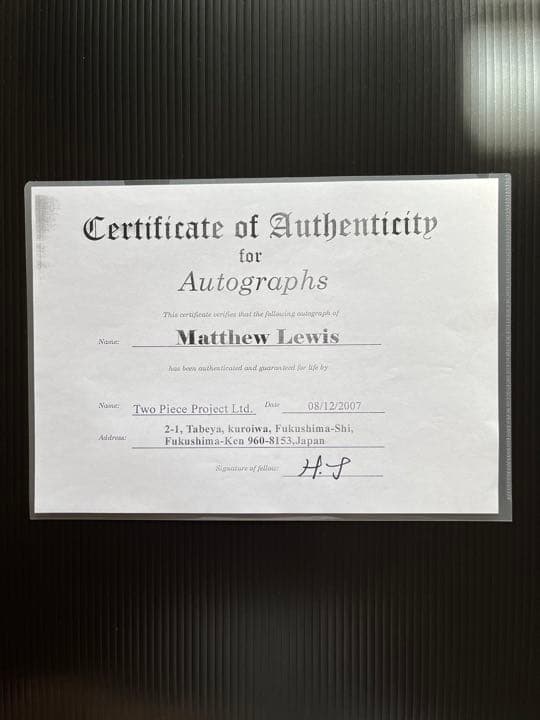 Certificate of Authenticity
for
Autographs
This certificate verifies that the following autograph of
Name: Matthew Lewis
has been authenticated and guaranteed for life by
Name: Two Piece Project Ltd. Date 08/12/2007
Address: 2-1, Tabeya, kuroiwa, Fukushima-Shi,
Fukushima-Ken 960-8153,Japan
Signature of fellow: